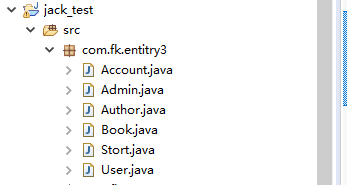 jack_test
src
com.fk.entitry3
Account.java
Admin.java
Author.java
Book.java
Stort.java
User.java